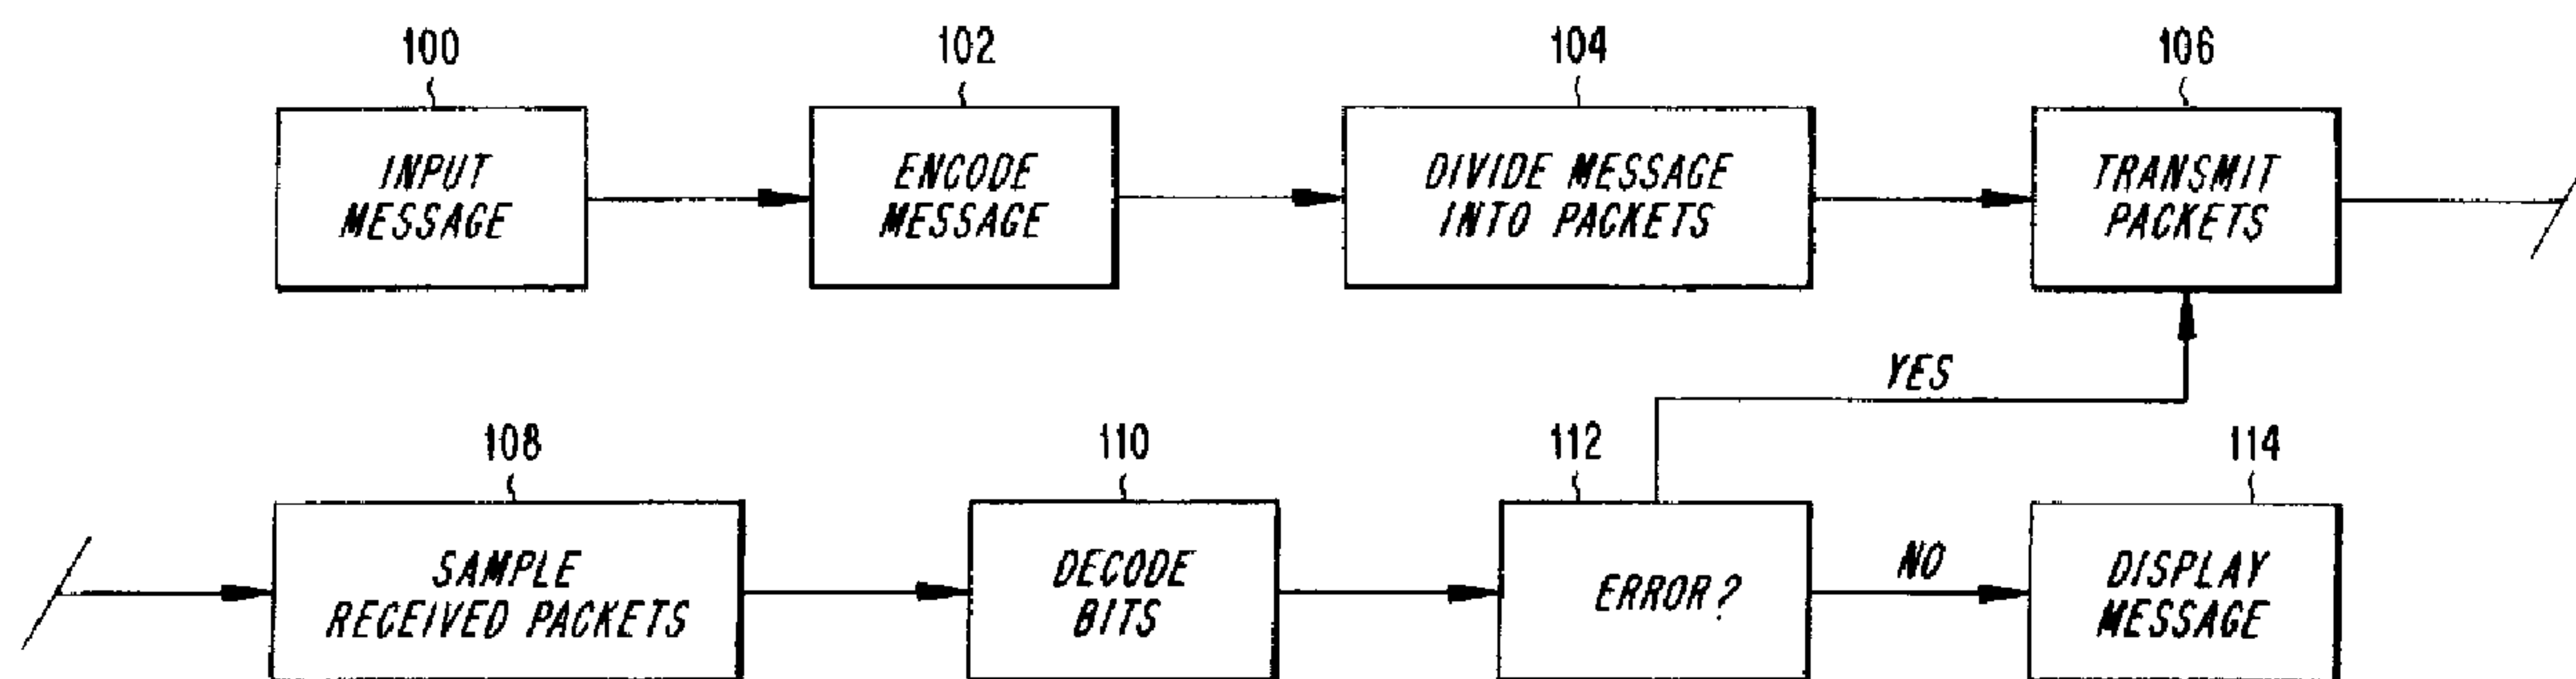 100
102
104
106
INPUT
MESSAGE
ENCODE
MESSAGE
DIVIDE MESSAGE
INTO PACKETS
TRANSMIT
PACKETS
YES
108
110
112
114
SAMPLE
RECEIVED PACKETS
DECODE
BITS
ERROR?
NO
DISPLAY
MESSAGE